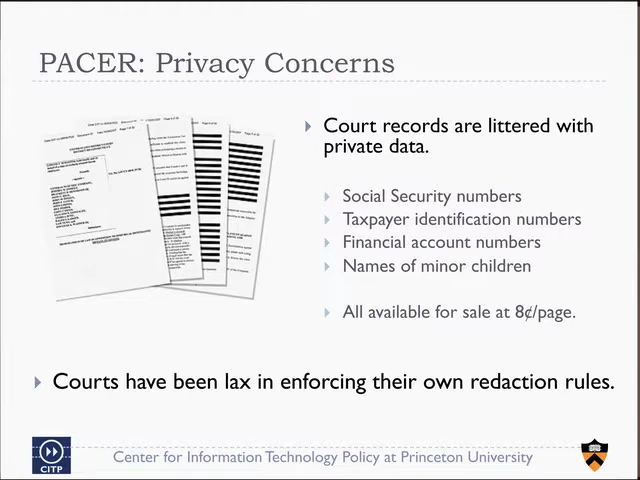 PACER: Privacy Concerns
Court records are littered with
private data.
Social Security numbers
Taxpayer identification numbers
Financial account numbers
Names of minor children
All available for sale at 8¢/page.
Courts have been lax in enforcing their own redaction rules.
CITP
Center for Information Technology Policy at Princeton University